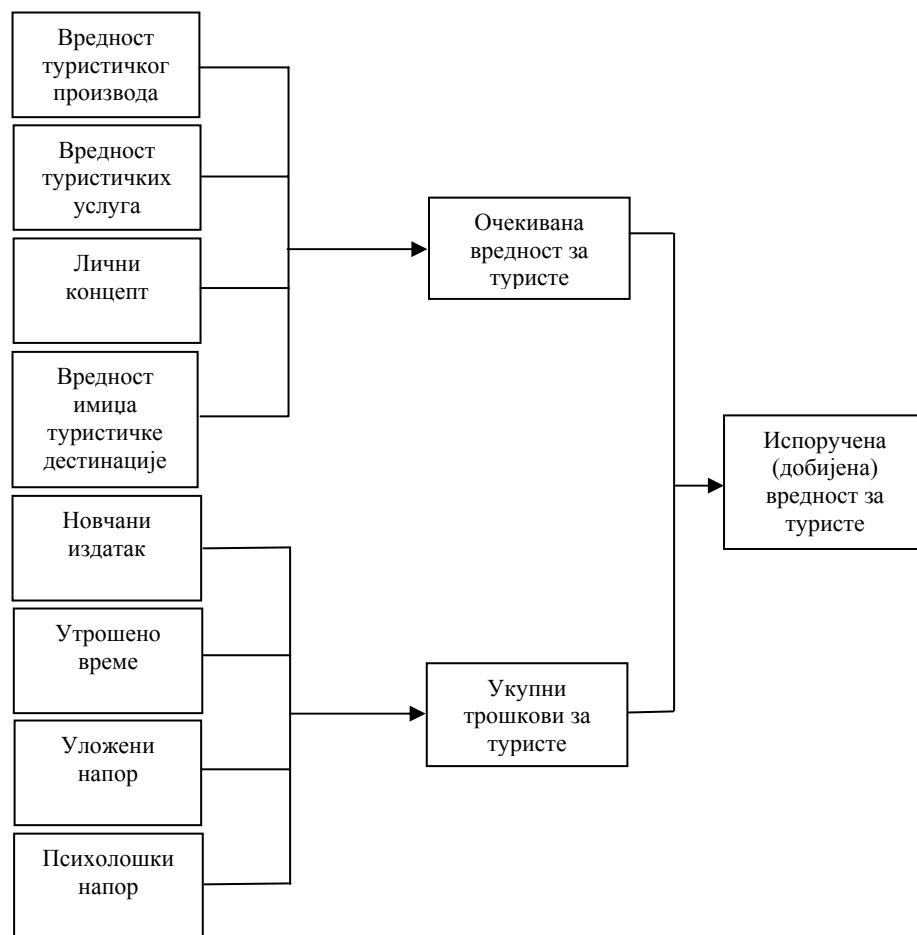 Вредност
туристичког
производа
Вредност
туристичких
услуга
Лични
концепт
Вредност
имиџа
туристичке
дестинације
Новчани
издатак
Утрошено
време
Уложени
напор
Психолошки
напор
Очекивана
вредност за
туристе
Укупни
трошкови за
туристе
Испоручена
(добијена)
вредност за
туристе